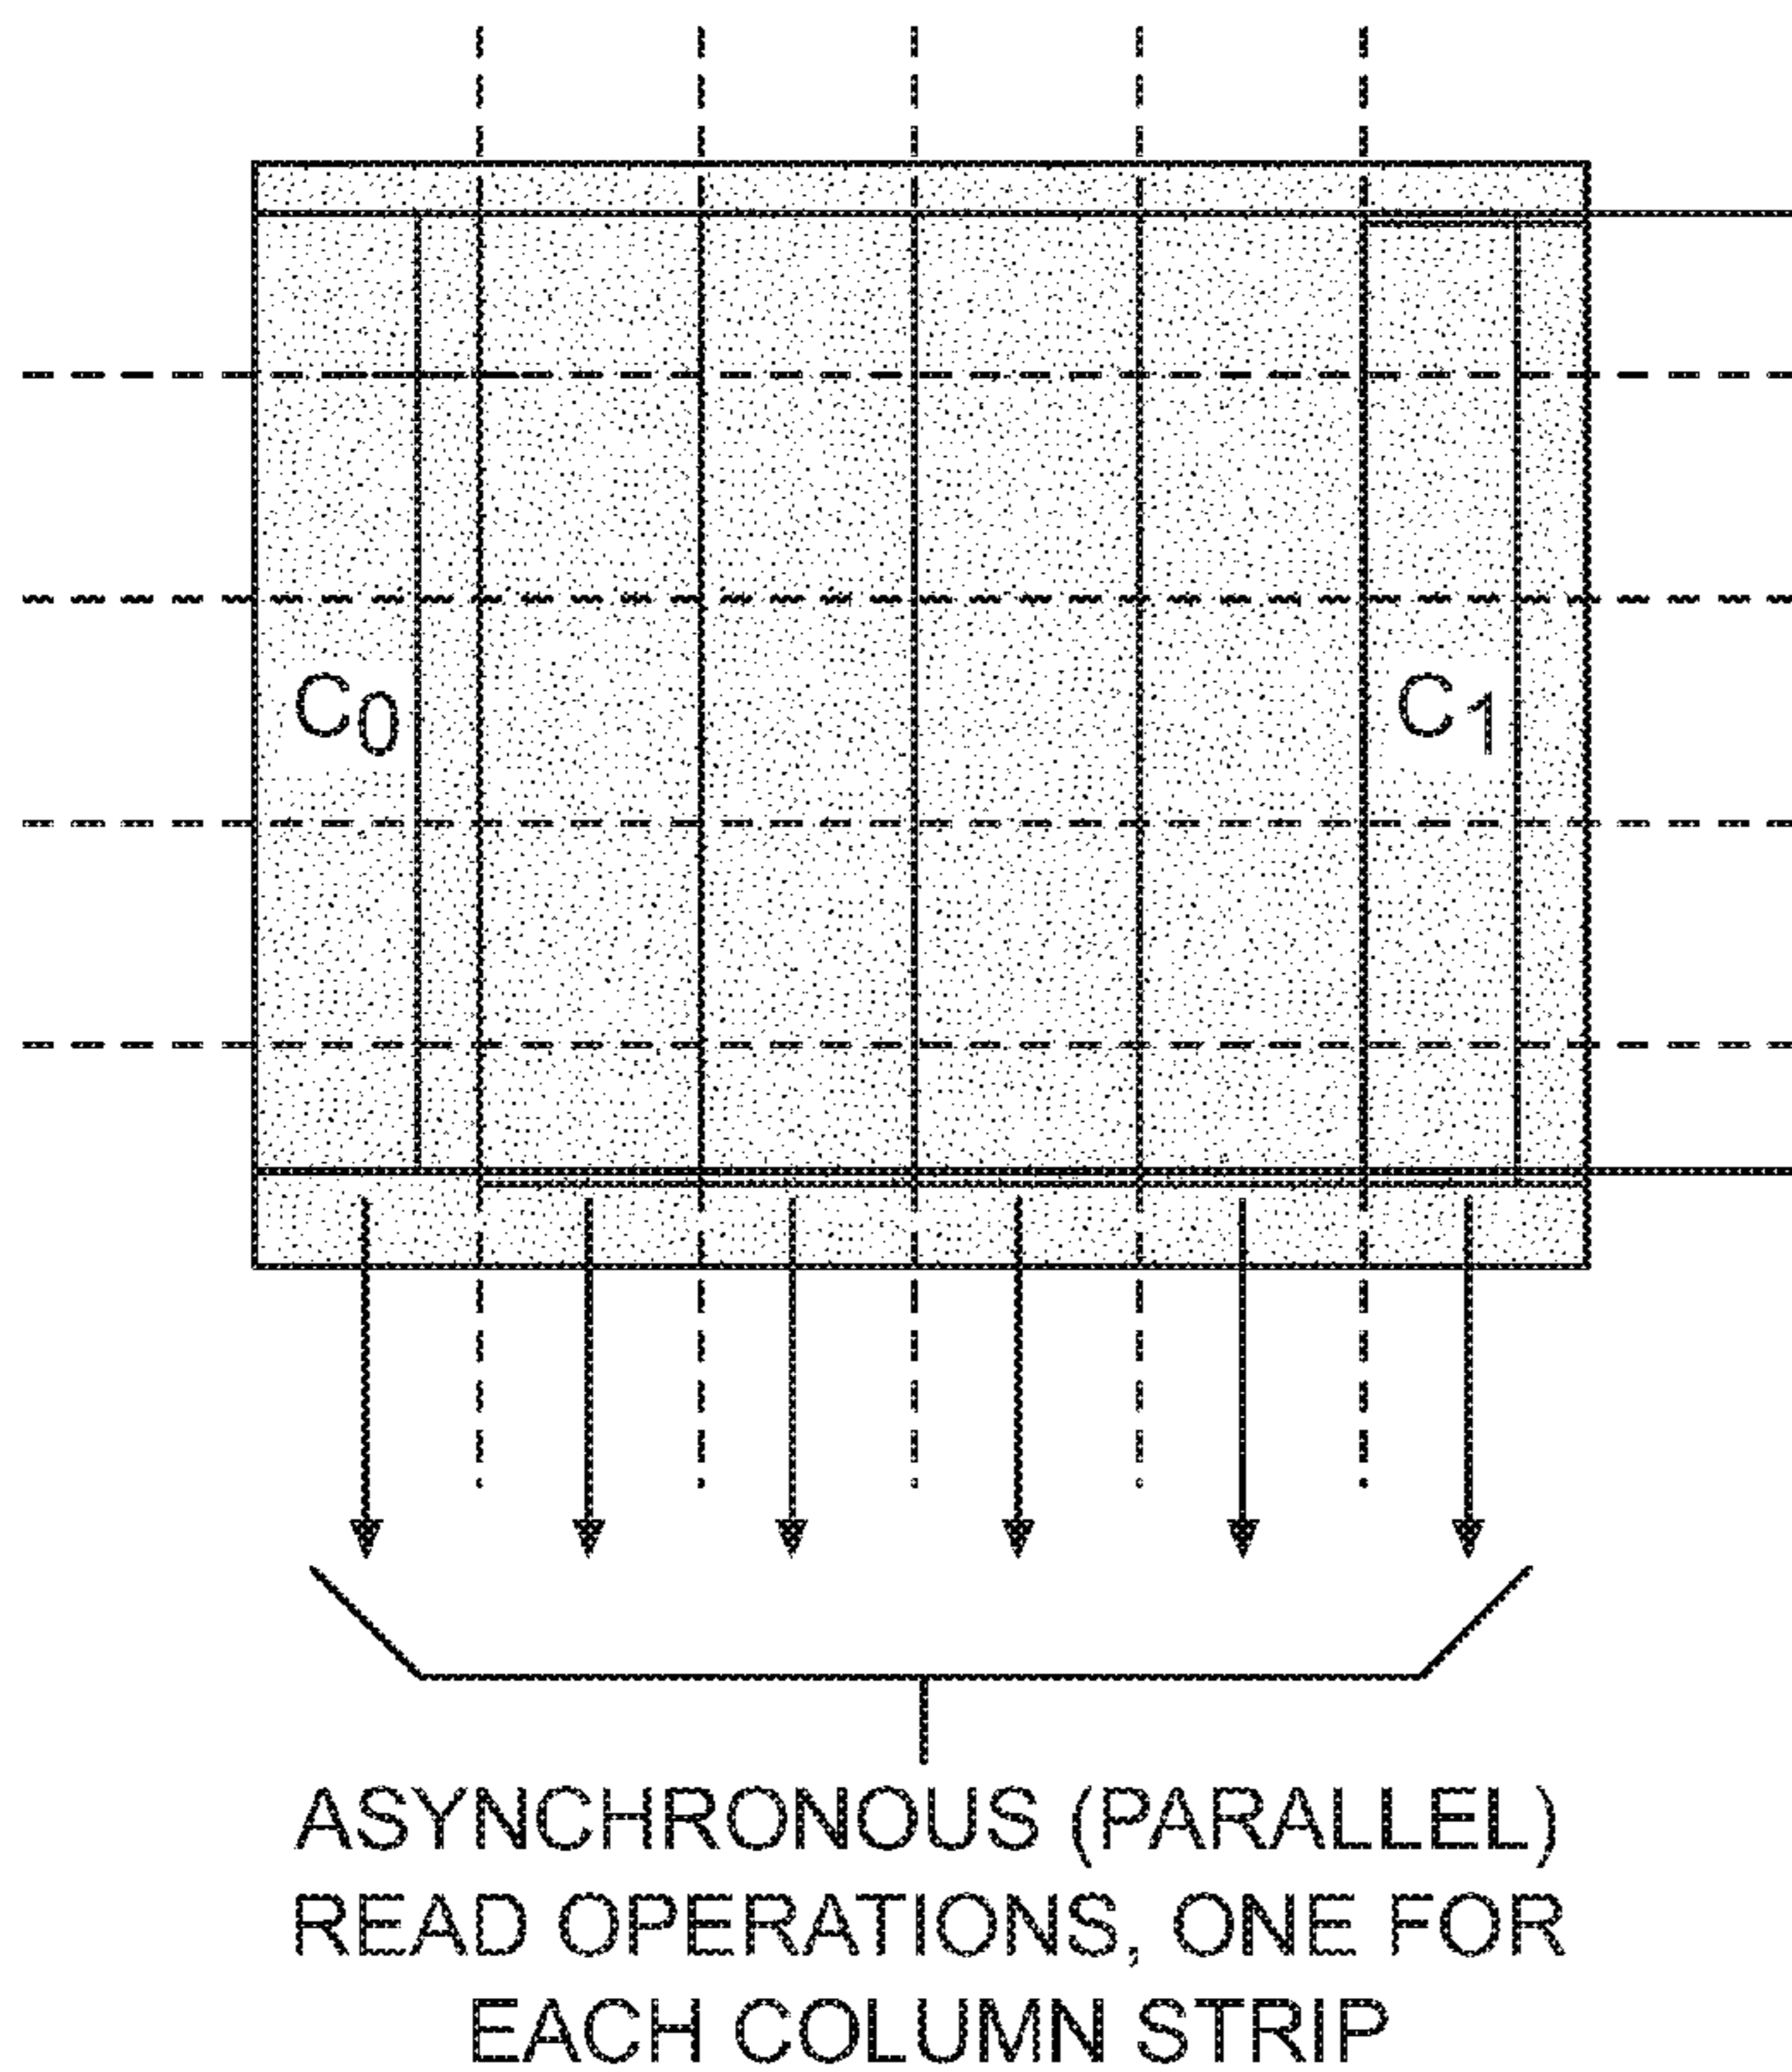 C0 C1
ASYNCHRONOUS (PARALLEL)
READ OPERATIONS, ONE FOR
EACH COLUMN STRIP